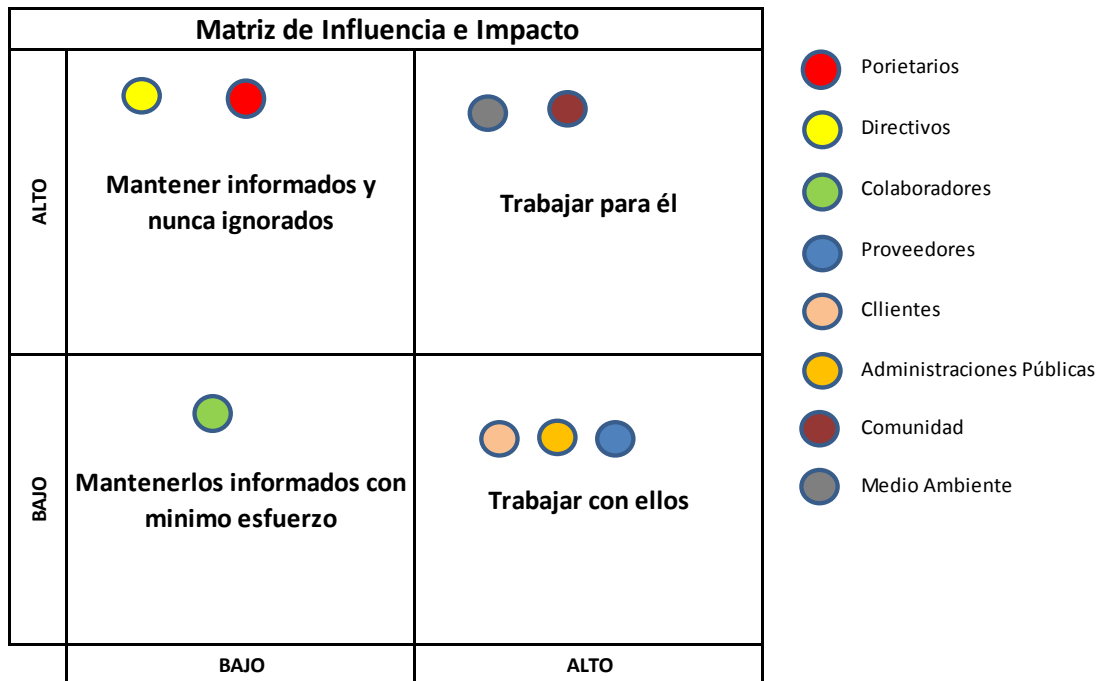 Matriz de Influencia e Impacto
ALTO
Mantener informados y
nunca ignorados
Trabajar para él
BAJO
Mantenerlos informados con
minimo esfuerzo
Trabajar con ellos
BAJO
ALTO
Porietarios
Directivos
Colaboradores
Proveedores
Cllientes
Administraciones Públicas
Comunidad
Medio Ambiente